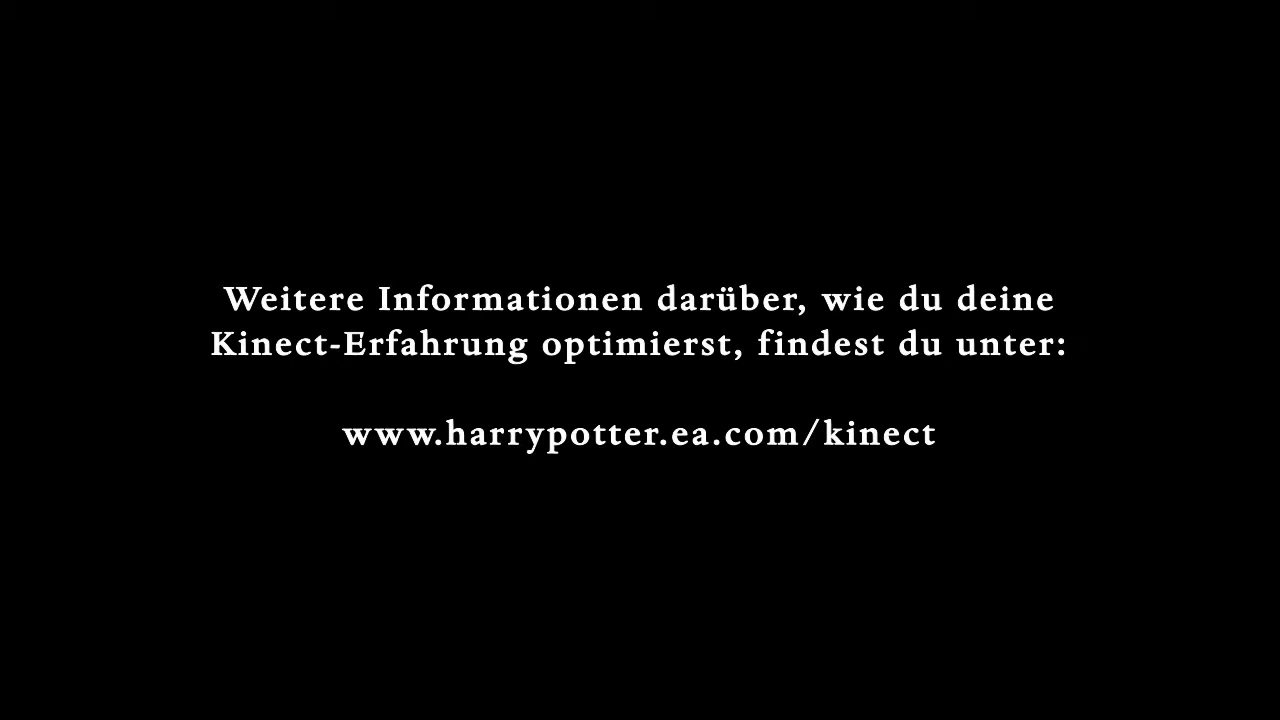 Weitere Informationen darüber, wie du deine
Kinect-Erfahrung optimierst, findest du unter:
www.harrypotter.ea.com/kinect